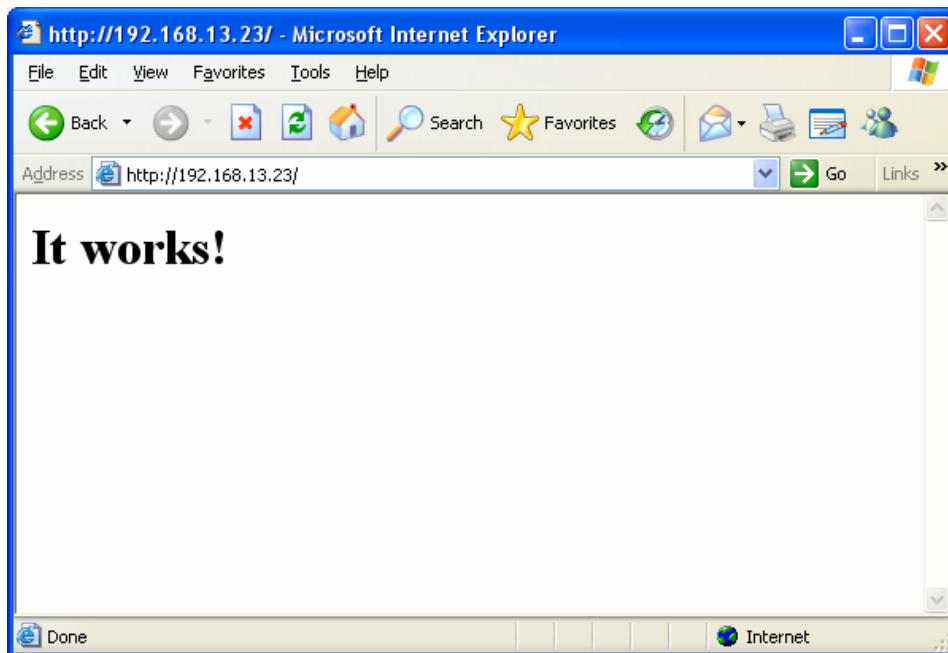 http://192.168.13.23/ - Microsoft Internet Explorer
File Edit View Favorites Tools Help
Back Search Favorites
Address http://192.168.13.23/ Go Links »
It works!
Done Internet